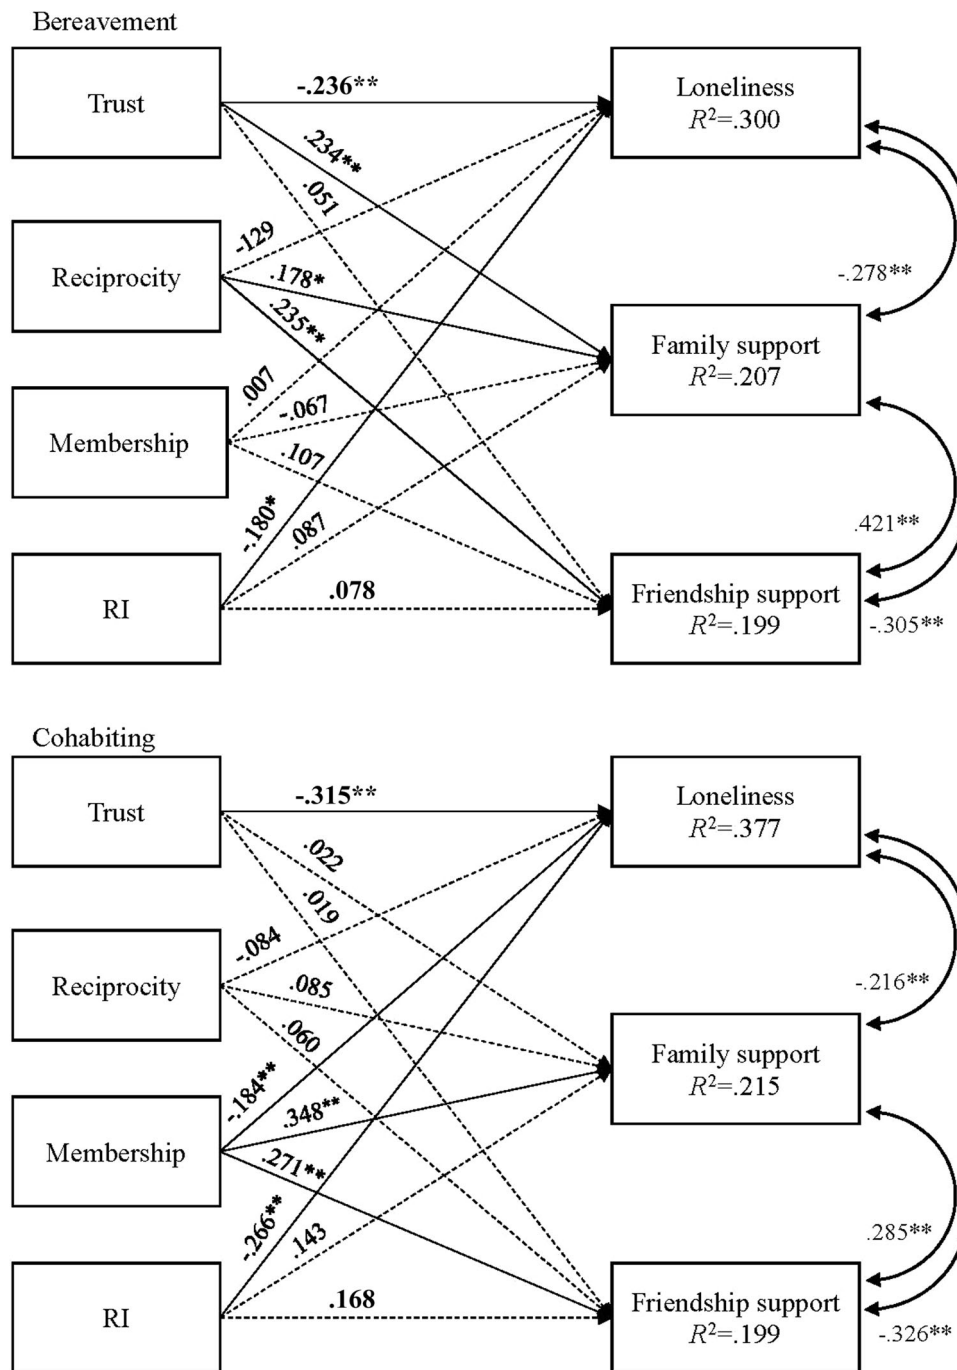 Bereavement
Trust
-.236**
Loneliness
R²=.300
.234**
.051
Reciprocity
-129
.178*
.235**
-.278**
Family support
R²=.207
Membership
.007
-.067
.107
RI
-.180*
.087
.078
.421**
Friendship support
R²=.199
-.305**
Cohabiting
Trust
-.315**
Loneliness
R²=.377
.022
.019
Reciprocity
-.084
.085
.060
-.216**
Family support
R²=.215
Membership
-.184**
.348**
.271**
RI
-.266**
.143
.168
.285**
Friendship support
R²=.199
-.326**